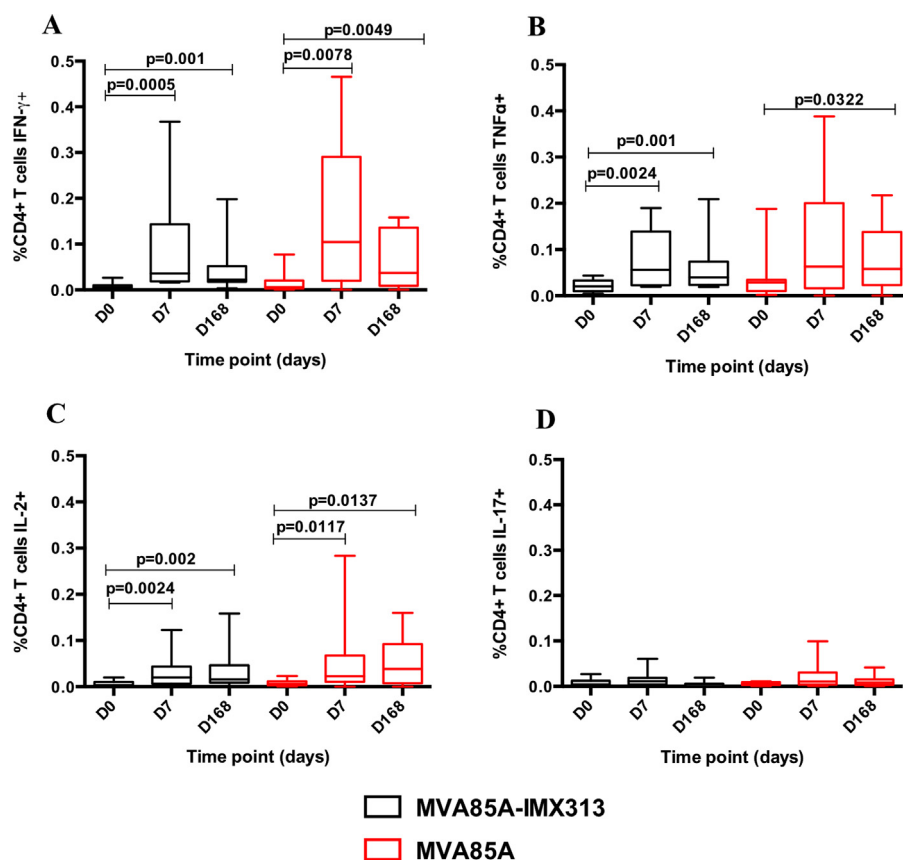 A
p=0.0049
p=0.001
p=0.0078
p=0.0005
0.5
0.4
0.3
0.2
0.1
0.0
%CD4+ T cells IFN-γ+
D0
D7
D168
D0
D7
D168
Time point (days)
B
p=0.0322
p=0.001
p=0.0024
0.5
0.4
0.3
0.2
0.1
0.0
%CD4+ T cells TNFα+
D0
D7
D168
D0
D7
D168
Time point (days)
C
p=0.0137
p=0.0117
p=0.002
p=0.0024
0.5
0.4
0.3
0.2
0.1
0.0
%CD4+ T cells IL-2+
D0
D7
D168
D0
D7
D168
Time point (days)
D
0.5
0.4
0.3
0.2
0.1
0.0
%CD4+ T cells IL-17+
D0
D7
D168
D0
D7
D168
Time point (days)
MVA85A-IMX313
MVA85A